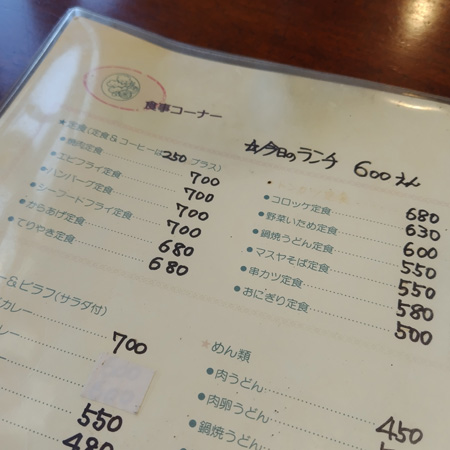 食事コーナー
●定食(定食&コーヒーは250プラス)
●焼肉定食 700
●エビフライ定食 700
●ハンバーグ定食 700
●シーフードフライ定食 700
●からあげ定食 680
●てりやき定食 680
☆今日のランチ 600えん
●コロッケ定食 680
●野菜いため定食 630
●鍋焼うどん定食 600
●マスヤそば定食 550
●串カツ定食 550
●おにぎり定食 580
500
ー&ピラフ(サラダ付)
カレー 700
レー
550
480
★めん類
●肉うどん 450
●肉卵うどん
●鍋焼うどん